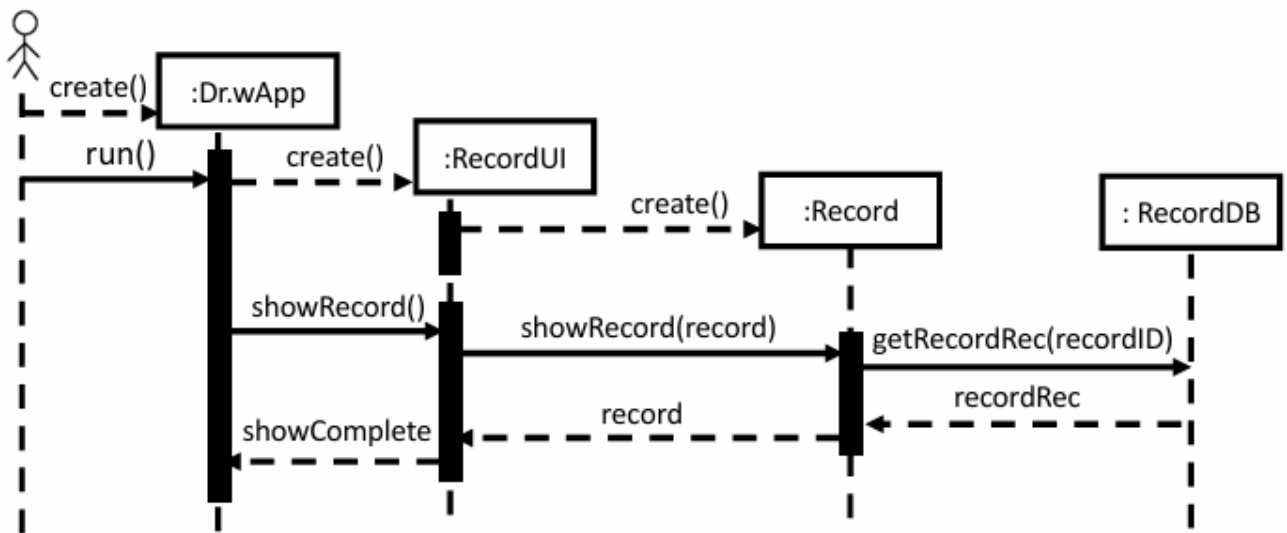 create()
:Dr.wApp
run()
create()
:RecordUI
create()
:Record
: RecordDB
showRecord()
showRecord(record)
getRecordRec(recordID)
recordRec
record
showComplete